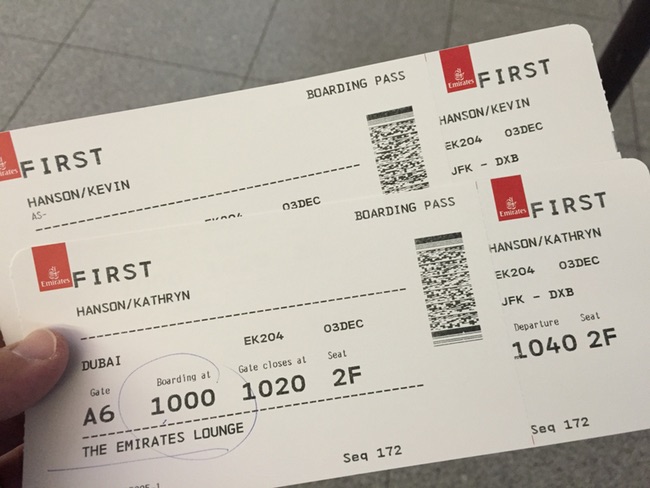 BOARDING PASS
Emirates
FIRST
HANSON/KEVIN
EK204 03DEC
JFK - DXB
FIRST
HANSON/KEVIN
AS-
EK204 03DEC
BOARDING PASS
Emirates
FIRST
HANSON/KATHRYN
EK204 03DEC
JFK - DXB
Departure Seat
1040 2F
Seq 172
Emirates
FIRST
HANSON/KATHRYN
DUBAI EK204 03DEC
Gate Boarding at Gate closes at Seat
A6 1000 1020 2F
THE EMIRATES LOUNGE
Seq 172